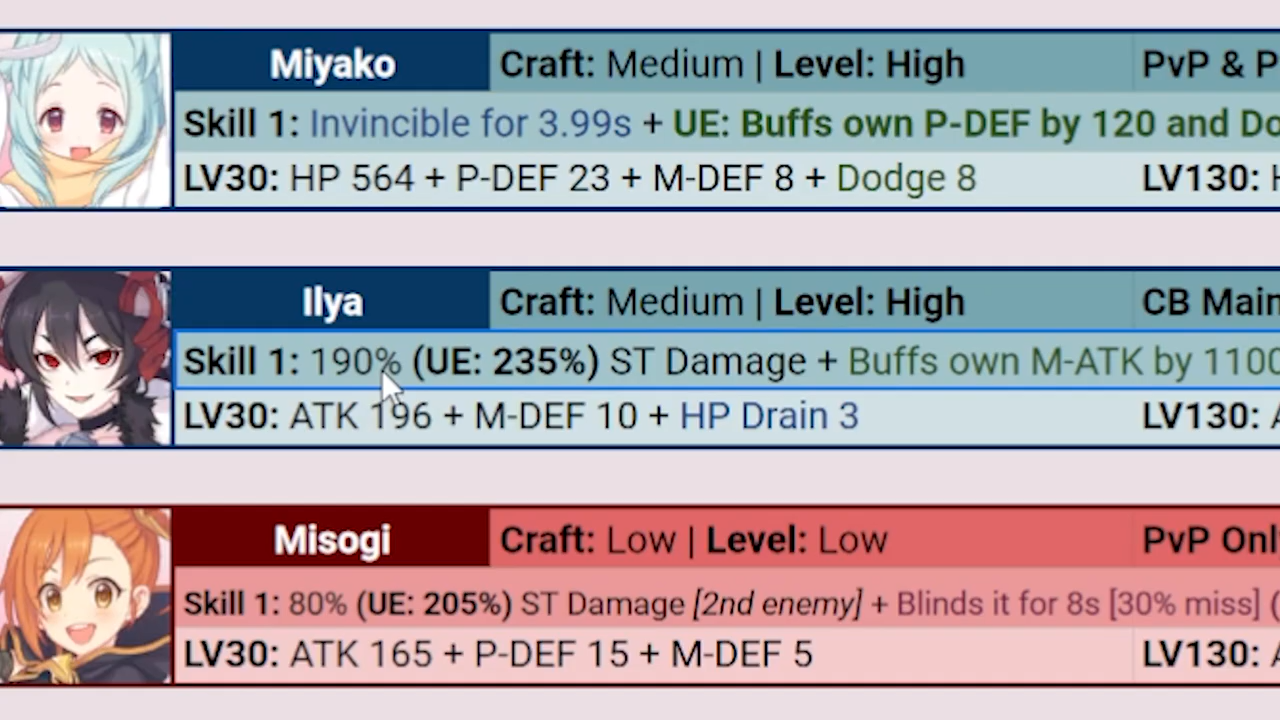 Miyako
Craft: Medium | Level: High
PvP & P
Skill 1: Invincible for 3.99s + UE: Buffs own P-DEF by 120 and Do
LV30: HP 564 + P-DEF 23 + M-DEF 8 + Dodge 8
LV130: H
Ilya
Craft: Medium | Level: High
CB Main
Skill 1: 190% (UE: 235%) ST Damage + Buffs own M-ATK by 1100
LV30: ATK 196 + M-DEF 10 + HP Drain 3
LV130: A
Misogi
Craft: Low | Level: Low
PvP Onl
Skill 1: 80% (UE: 205%) ST Damage [2nd enemy] + Blinds it for 8s [30% miss] (
LV30: ATK 165 + P-DEF 15 + M-DEF 5
LV130: A